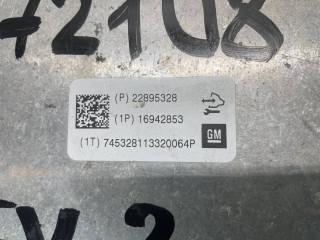 72108
(P) 22895328
(1P) 16942853
(1T) 745328113320064P
GM